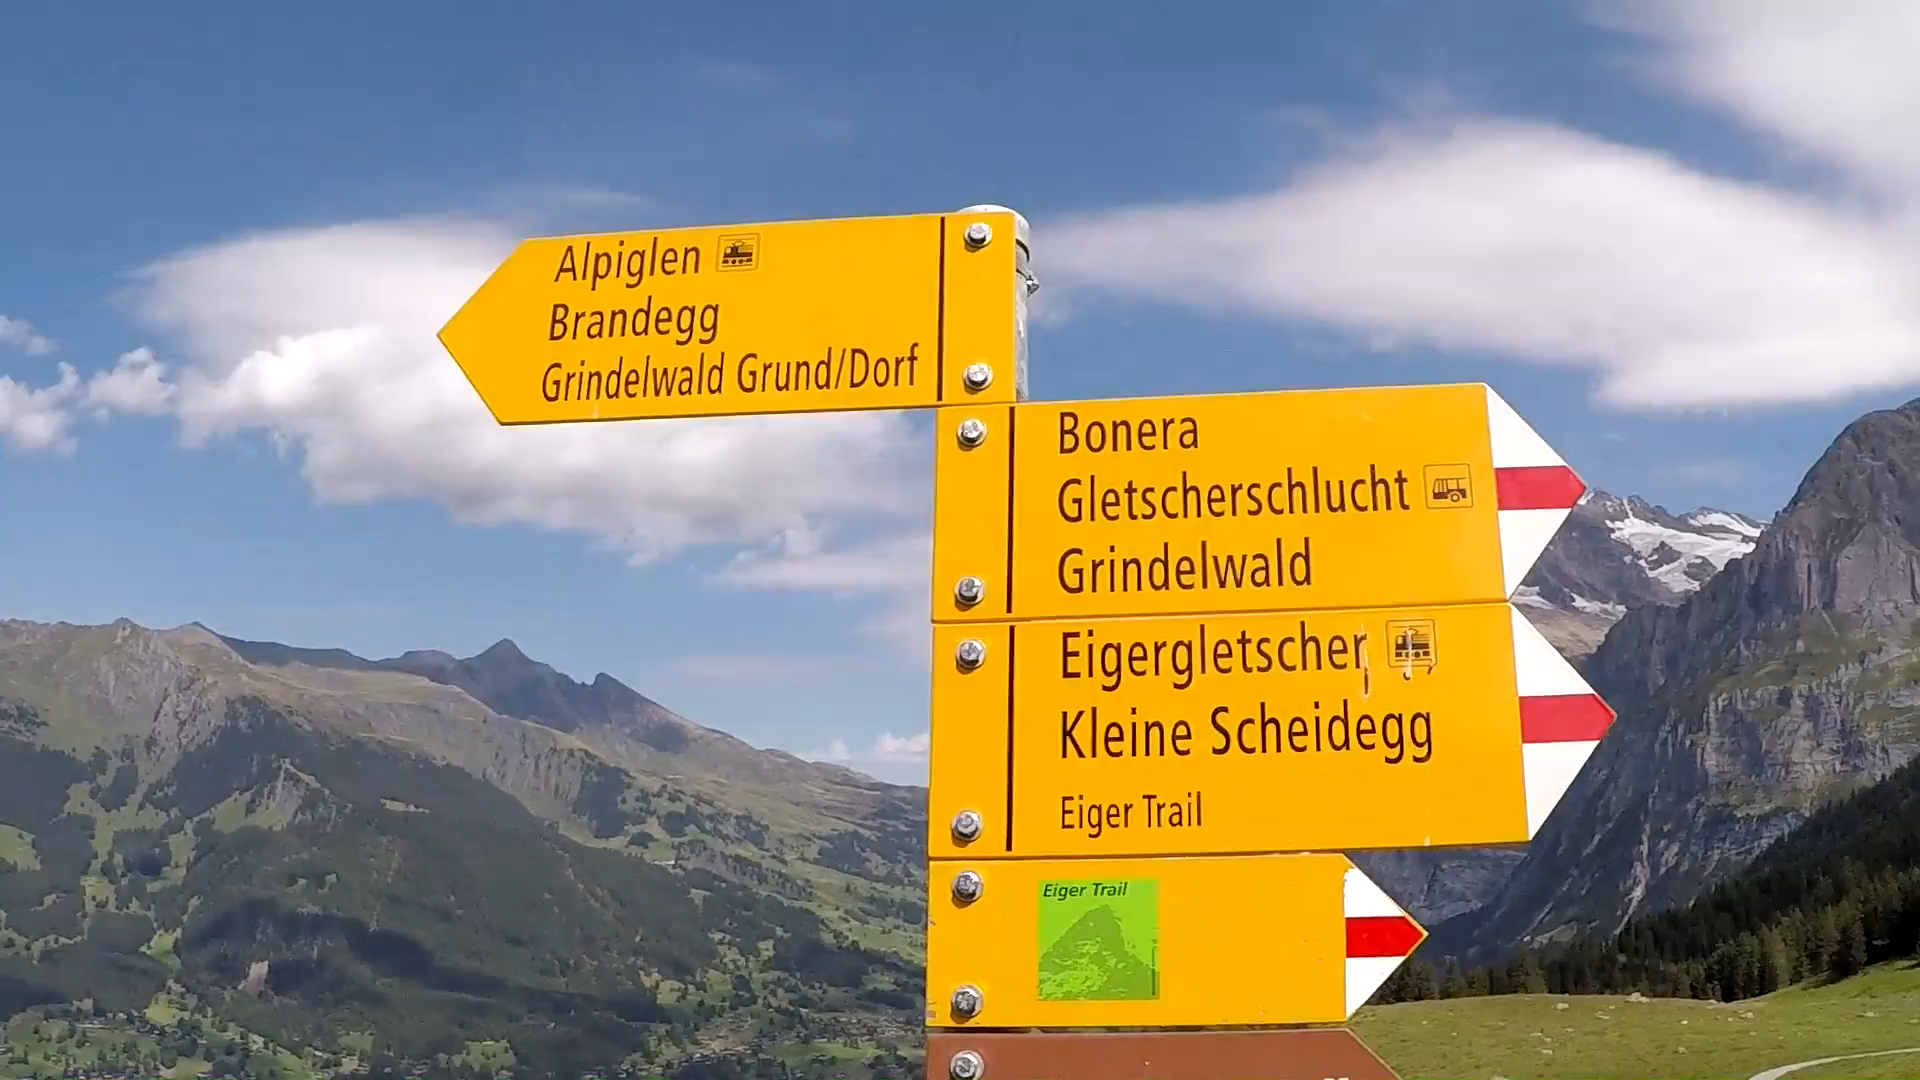 Alpiglen
Brandegg
Grindelwald Grund/Dorf
Bonera
Gletscherschlucht
Grindelwald
Eigergletscher
Kleine Scheidegg
Eiger Trail
Eiger Trail